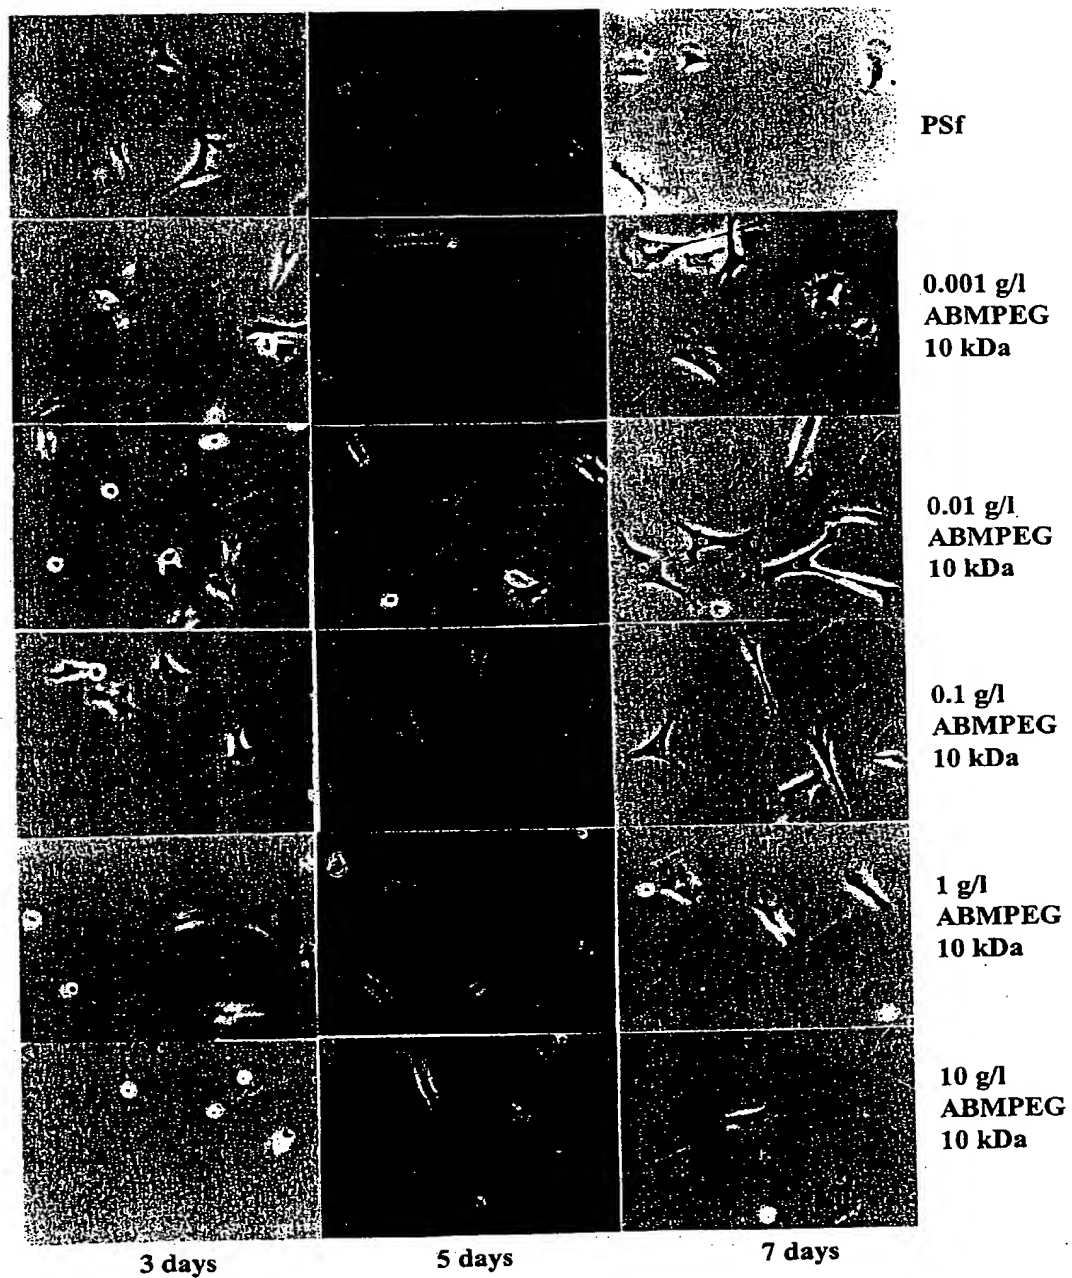 PSf
0.001 g/l
ABMPEG
10 kDa
0.01 g/l
ABMPEG
10 kDa
0.1 g/l
ABMPEG
10 kDa
1 g/l
ABMPEG
10 kDa
10 g/l
ABMPEG
10 kDa
3 days
5 days
7 days